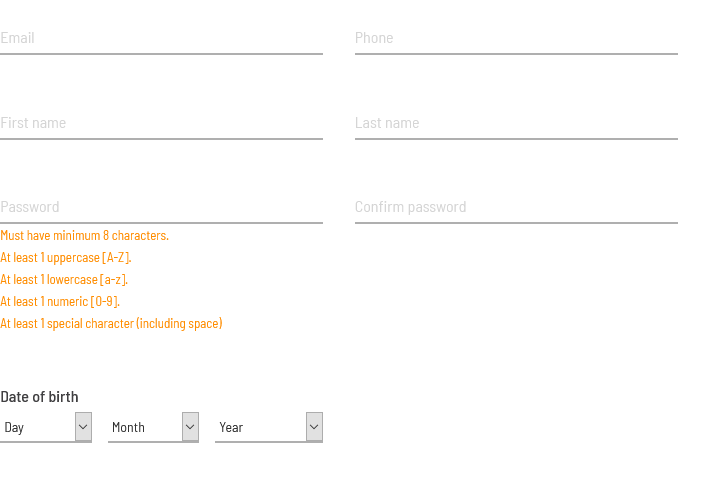 Email Phone
First name Last name
Password Confirm password
Must have minimum 8 characters.
At least 1 uppercase [A-Z].
At least 1 lowercase [a-z].
At least 1 numeric [0-9].
At least 1 special character (including space)
Date of birth
Day Month Year